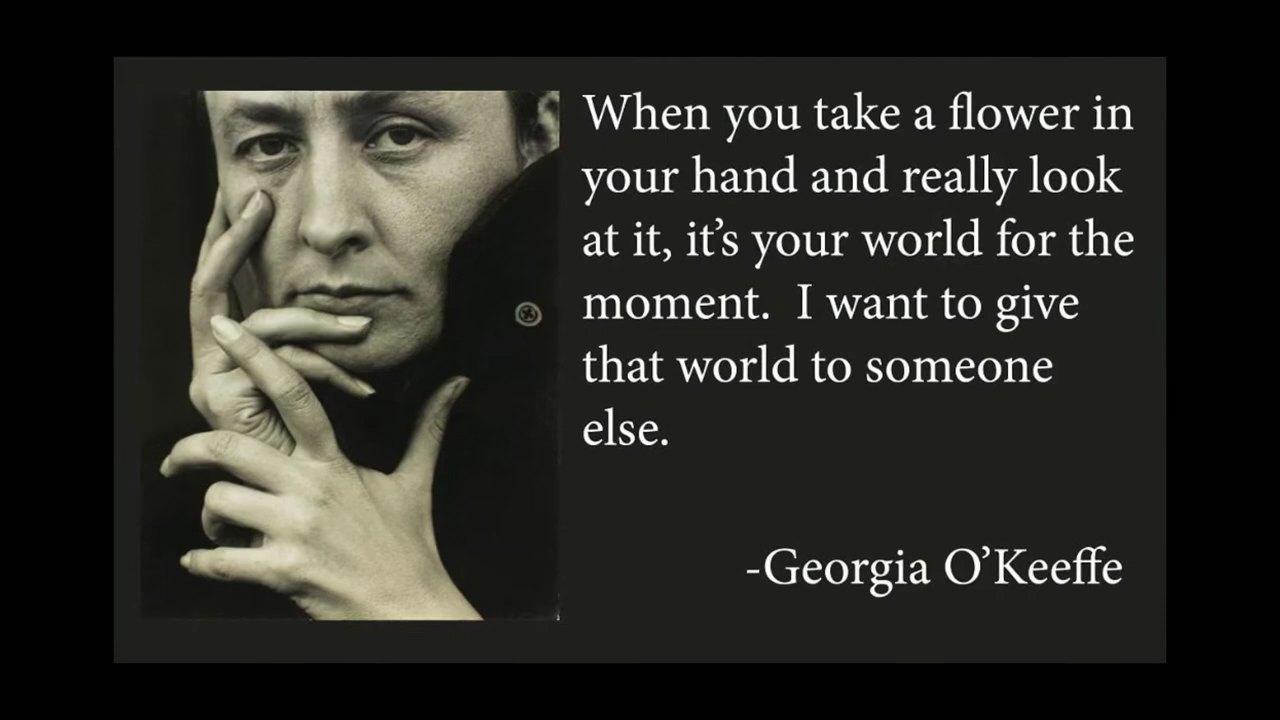 When you take a flower in
your hand and really look
at it, it’s your world for the
moment.  I want to give
that world to someone
else.
-Georgia O’Keeffe